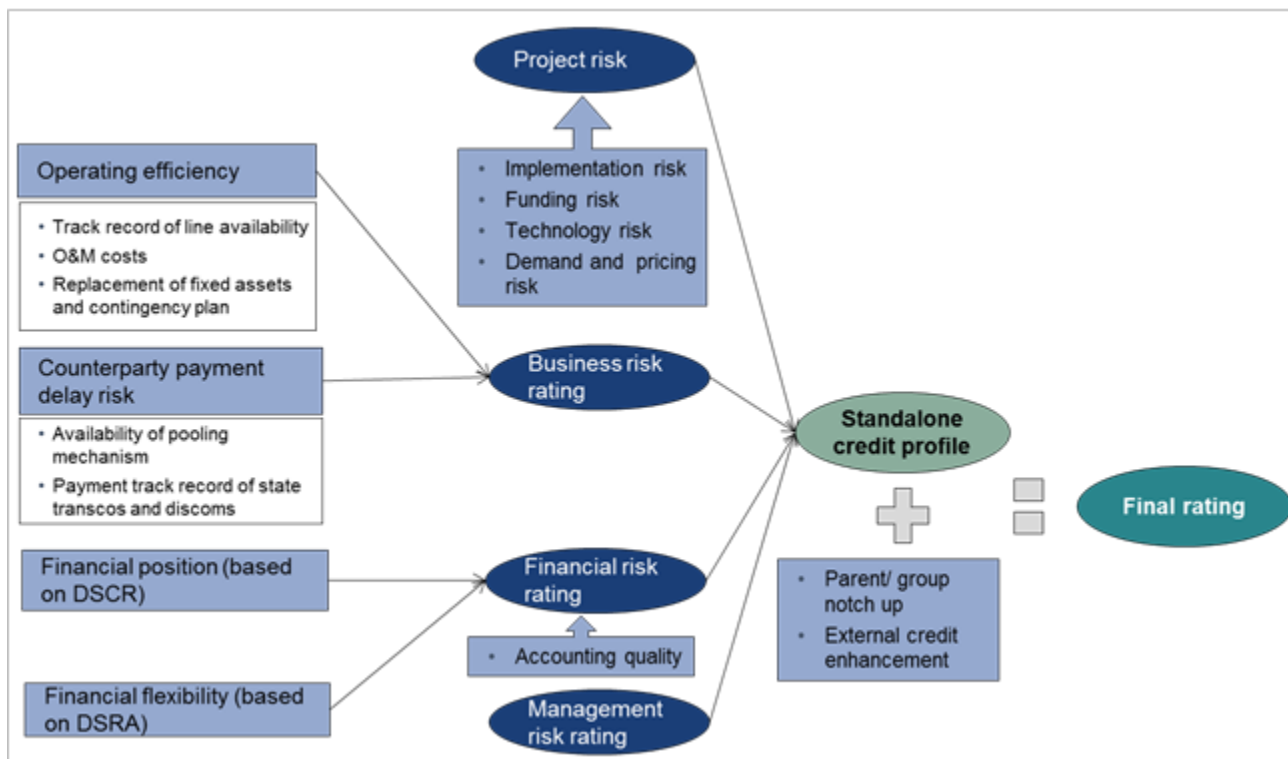 Project risk
• Implementation risk
• Funding risk
• Technology risk
• Demand and pricing
risk
Operating efficiency
• Track record of line availability
• O&M costs
• Replacement of fixed assets
and contingency plan
Counterparty payment
delay risk
• Availability of pooling
mechanism
• Payment track record of state
transcos and discoms
Business risk
rating
Financial position (based
on DSCR)
Financial flexibility (based
on DSRA)
Financial risk
rating
• Accounting quality
Management
risk rating
Standalone
credit profile
• Parent/ group
notch up
• External credit
enhancement
Final rating